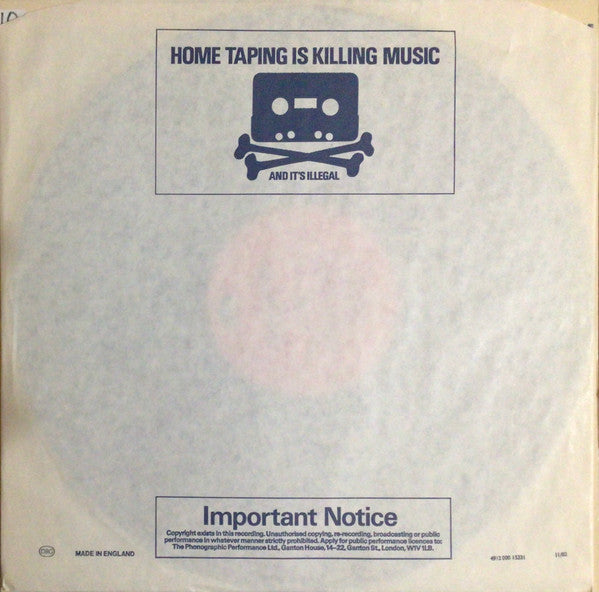 10
HOME TAPING IS KILLING MUSIC
AND IT'S ILLEGAL
Important Notice
Copyright exists in this recording. Unauthorised copying, re-recording, broadcasting or public
performance in whatever manner strictly prohibited. Apply for public performance licences to:
The Phonographic Performance Ltd., Ganton House, 14–22, Ganton St., London, W1V 1LB.
MADE IN ENGLAND